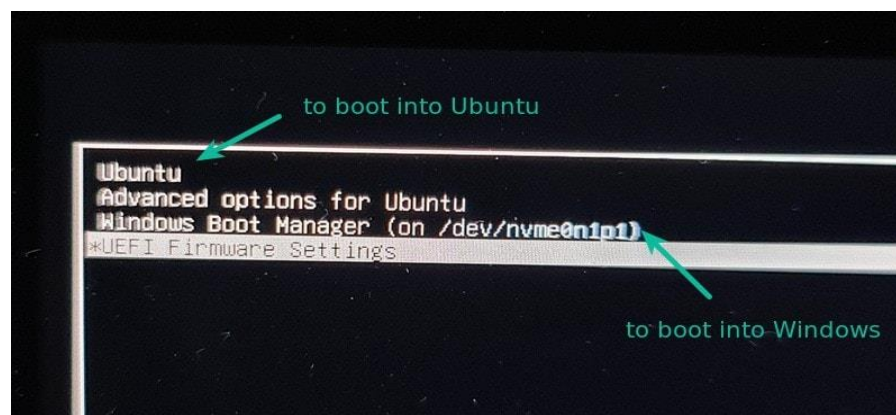 to boot into Ubuntu
Ubuntu
Advanced options for Ubuntu
Windows Boot Manager (on /dev/nvme0n1p1)
*UEFI Firmware Settings
to boot into Windows